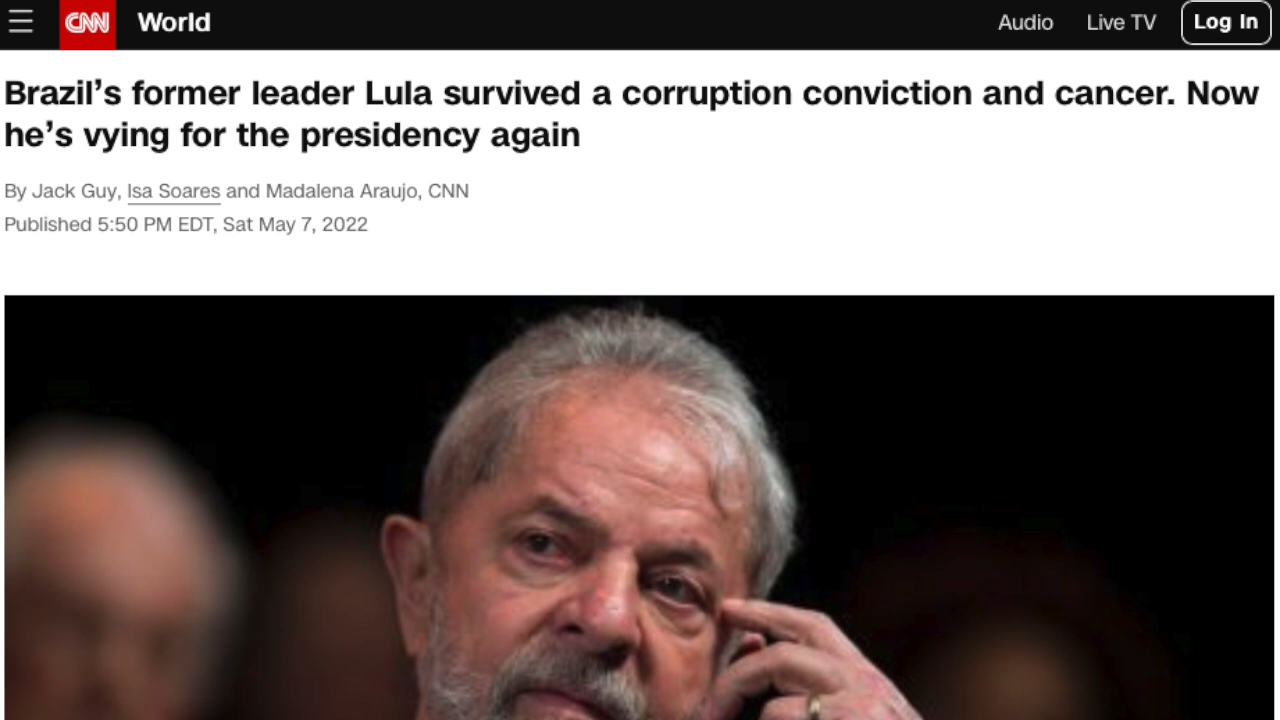 CNN World Audio Live TV Log In
Brazil’s former leader Lula survived a corruption conviction and cancer. Now
he’s vying for the presidency again
By Jack Guy, Isa Soares and Madalena Araujo, CNN
Published 5:50 PM EDT, Sat May 7, 2022